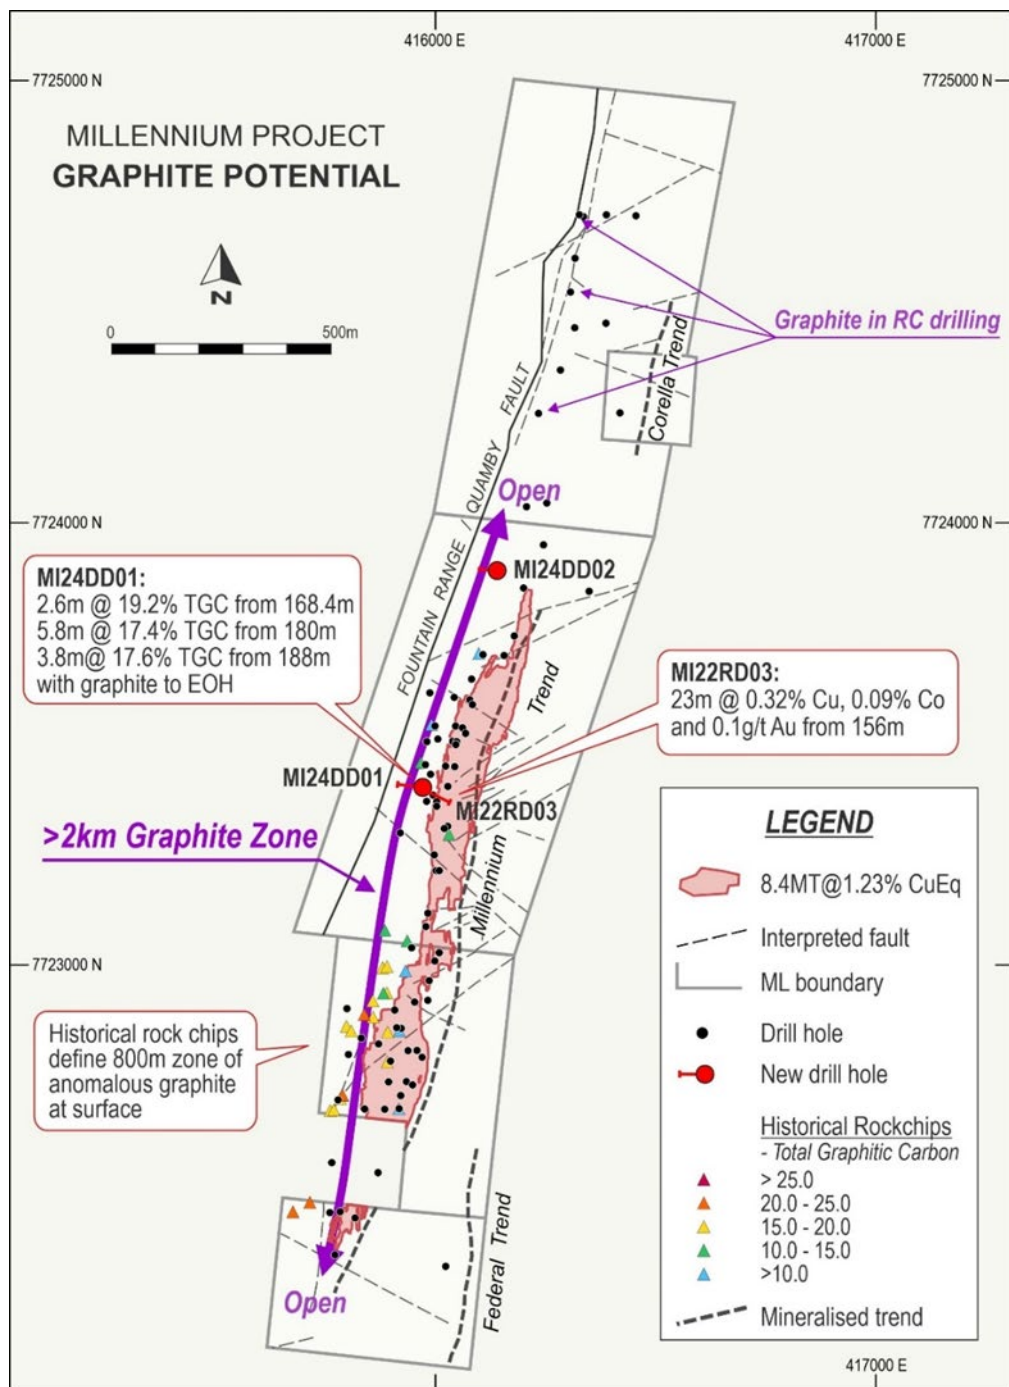 416000 E
417000 E
7725000 N
7725000 N
MILLENNIUM PROJECT
GRAPHITE POTENTIAL
N
0
500m
Graphite in RC drilling
Corella Trend
FOUNTAIN RANGE / QUAMBY FAULT
Open
7724000 N
7724000 N
MI24DD01:
2.6m @ 19.2% TGC from 168.4m
5.8m @ 17.4% TGC from 180m
3.8m@ 17.6% TGC from 188m
with graphite to EOH
MI24DD02
MI22RD03:
23m @ 0.32% Cu, 0.09% Co
and 0.1g/t Au from 156m
MI24DD01
MI22RD03
Millennium Trend
>2km Graphite Zone
7723000 N
Historical rock chips
define 800m zone of
anomalous graphite
at surface
Federal Trend
Open
LEGEND
8.4MT@1.23% CuEq
Interpreted fault
ML boundary
Drill hole
New drill hole
Historical Rockchips
- Total Graphitic Carbon
> 25.0
20.0 - 25.0
15.0 - 20.0
10.0 - 15.0
>10.0
Mineralised trend
417000 E